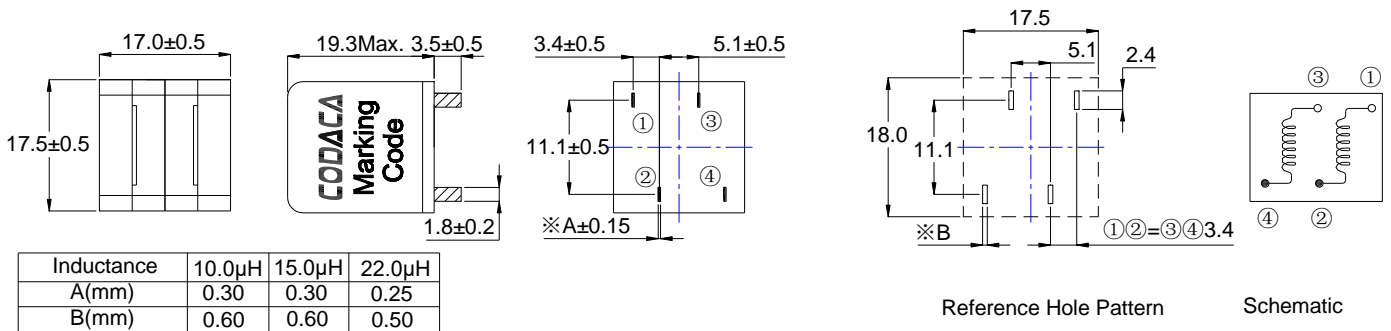 17.0±0.5
17.5±0.5
19.3Max. 3.5±0.5
CODACA
Marking
Code
1.8±0.2
3.4±0.5
5.1±0.5
① ③
11.1±0.5
② ④
※A±0.15
17.5
5.1
2.4
18.0
11.1
※B
①②=③④3.4
③ ①
④ ②
Inductance 10.0μH 15.0μH 22.0μH
A(mm) 0.30 0.30 0.25
B(mm) 0.60 0.60 0.50
Reference Hole Pattern
Schematic